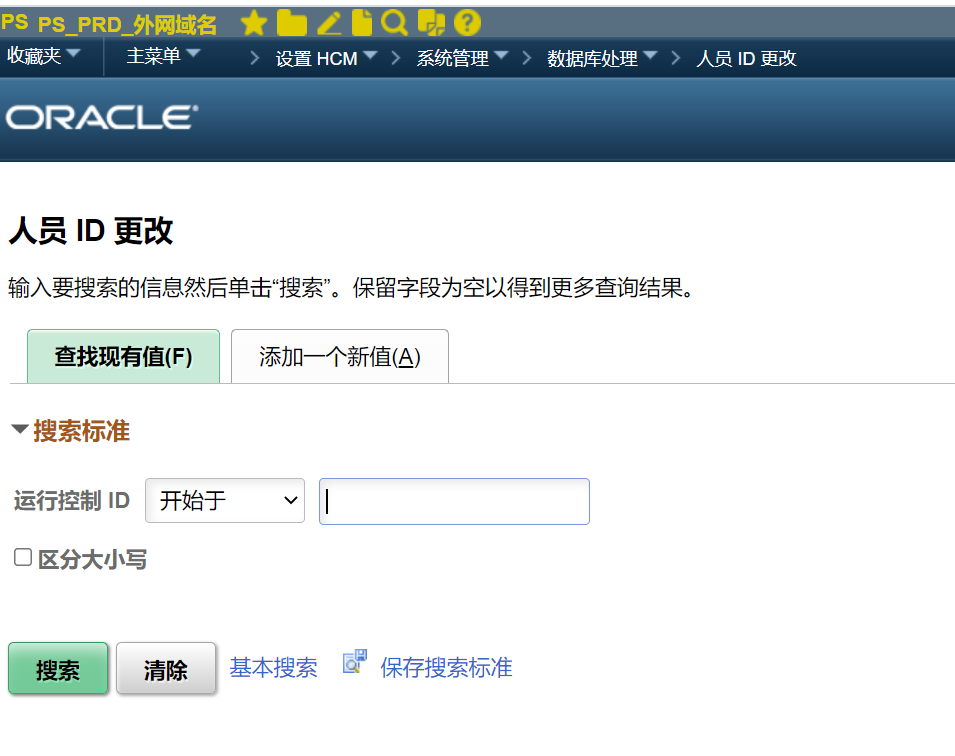 PS PS_PRD_外网域名
收藏夹 主菜单 > 设置 HCM > 系统管理 > 数据库处理 > 人员 ID 更改
ORACLE
人员 ID 更改
输入要搜索的信息然后单击“搜索”。保留字段为空以得到更多查询结果。
查找现有值(F) 添加一个新值(A)
搜索标准
运行控制 ID 开始于
区分大小写
搜索 清除 基本搜索 保存搜索标准